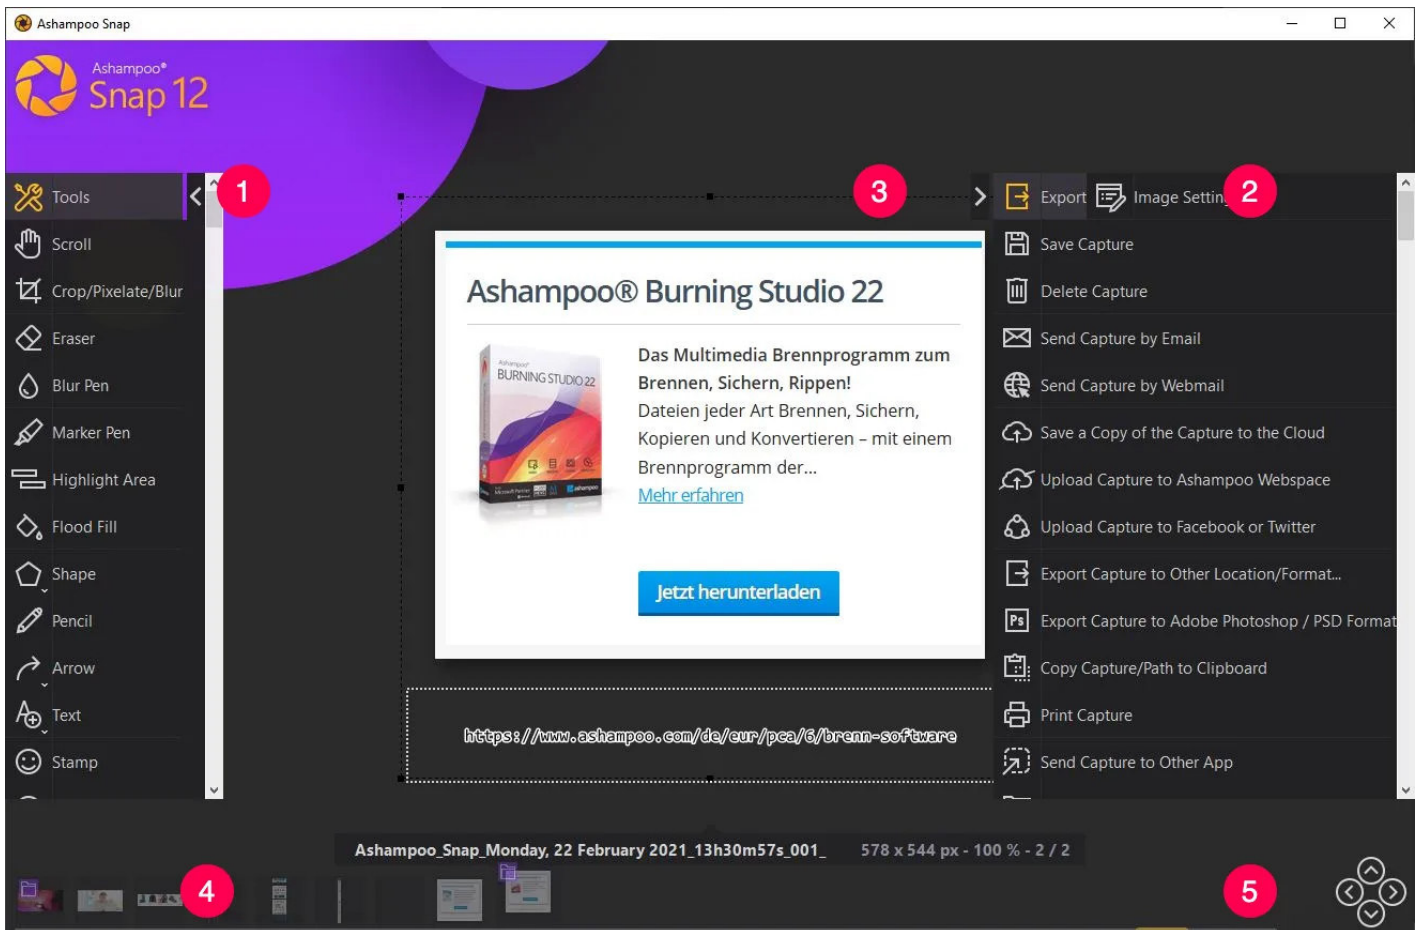 Ashampoo Snap
Ashampoo®
Snap 12
1
Tools
Scroll
Crop/Pixelate/Blur
Eraser
Blur Pen
Marker Pen
Highlight Area
Flood Fill
Shape
Pencil
Arrow
Text
Stamp
3
Ashampoo® Burning Studio 22
Ashampoo®
BURNING STUDIO 22
Das Multimedia Brennprogramm zum
Brennen, Sichern, Rippen!
Dateien jeder Art Brennen, Sichern,
Kopieren und Konvertieren – mit einem
Brennprogramm der...
Mehr erfahren
Jetzt herunterladen
https://www.ashampoo.com/de/eur/pca/6/brenn-software
Export
Image Settin
2
Save Capture
Delete Capture
Send Capture by Email
Send Capture by Webmail
Save a Copy of the Capture to the Cloud
Upload Capture to Ashampoo Webspace
Upload Capture to Facebook or Twitter
Export Capture to Other Location/Format...
Ps Export Capture to Adobe Photoshop / PSD Format
Copy Capture/Path to Clipboard
Print Capture
Send Capture to Other App
Ashampoo_Snap_Monday, 22 February 2021_13h30m57s_001_ 578 x 544 px - 100 % - 2 / 2
4
5